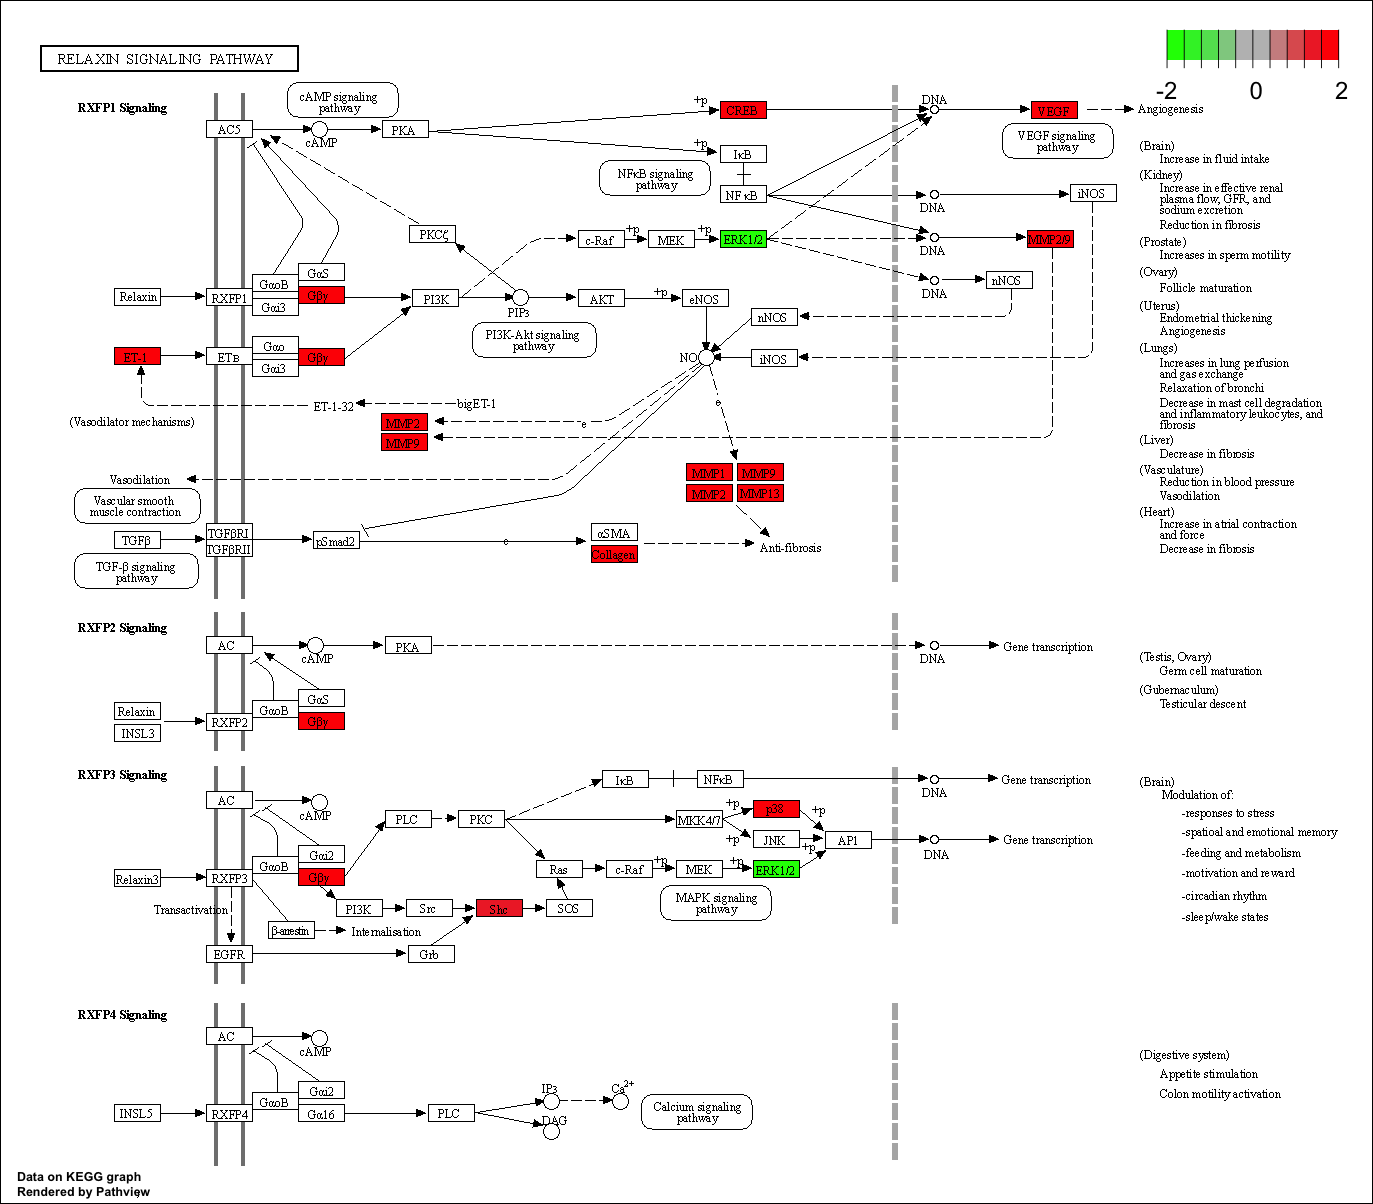 RELAXIN SIGNALING PATHWAY
-2 0 2
RXFP1 Signaling
cAMP signaling
pathway
AC5
cAMP
PKA
+p
CREB
DNA
VEGF
Angiogenesis
VEGF signaling
pathway
+p
IκB
NFκB signaling
pathway
NFκB
DNA
iNOS
PKCζ
c-Raf
+p
MEK
+p
ERK1/2
DNA
MMP2/9
GαS
GαoB
Gβγ
Gαi3
Relaxin
RXFP1
PI3K
PIP3
AKT
+p
eNOS
DNA
nNOS
nNOS
PI3K-Akt signaling
pathway
ET-1
ETB
Gαo
Gβγ
Gαi3
NO
iNOS
ET-1-32
bigET-1
(Vasodilator mechanisms)
MMP2
MMP9
e
e
MMP1
MMP9
MMP2
MMP13
Vasodilation
Vascular smooth
muscle contraction
TGFβ
TGFβRI
TGFβRII
pSmad2
e
αSMA
Collagen
Anti-fibrosis
TGF-β signaling
pathway
(Brain)
Increase in fluid intake
(Kidney)
Increase in effective renal
plasma flow, GFR, and
sodium excretion
Reduction in fibrosis
(Prostate)
Increases in sperm motility
(Ovary)
Follicle maturation
(Uterus)
Endometrial thickening
Angiogenesis
(Lungs)
Increases in lung perfusion
and gas exchange
Relaxation of bronchi
Decrease in mast cell degradation
and inflammatory leukocytes, and
fibrosis
(Liver)
Decrease in fibrosis
(Vasculature)
Reduction in blood pressure
Vasodilation
(Heart)
Increase in atrial contraction
and force
Decrease in fibrosis
RXFP2 Signaling
AC
cAMP
PKA
DNA
Gene transcription
GαS
GαoB
Gβγ
Relaxin
INSL3
RXFP2
(Testis, Ovary)
Germ cell maturation
(Gubernaculum)
Testicular descent
RXFP3 Signaling
AC
cAMP
IκB
NFκB
DNA
Gene transcription
PLC
PKC
MKK4/7
+p
p38
+p
+p
JNK
+p
AP1
DNA
Gene transcription
Gαi2
GαoB
Gβγ
Relaxin3
RXFP3
Ras
c-Raf
+p
MEK
+p
ERK1/2
MAPK signaling
pathway
Transactivation
PI3K
Src
Shc
SOS
β-arrestin
Internalisation
EGFR
Grb
(Brain)
Modulation of:
-responses to stress
-spatioal and emotional memory
-feeding and metabolism
-motivation and reward
-circadian rhythm
-sleep/wake states
RXFP4 Signaling
AC
cAMP
Gαi2
GαoB
Gα16
INSL5
RXFP4
PLC
IP3
DAG
Ca2+
Calcium signaling
pathway
(Digestive system)
Appetite stimulation
Colon motility activation
Data on KEGG graph
Rendered by Pathview